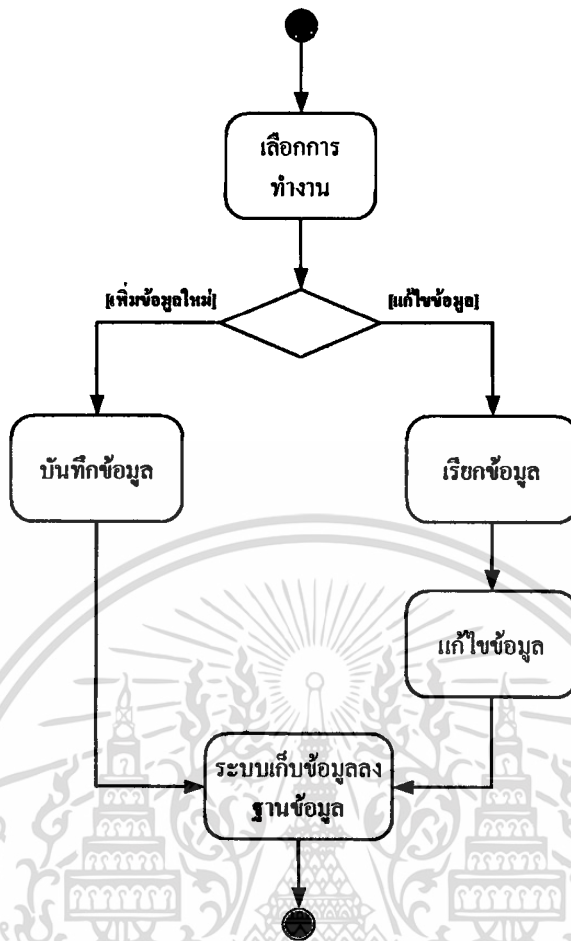 เลือกการ
ทำงาน
[เพิ่มข้อมูลใหม่]
[แก้ไขข้อมูล]
บันทึกข้อมูล
เรียกข้อมูล
แก้ไขข้อมูล
ระบบเก็บข้อมูลลง
ฐานข้อมูล